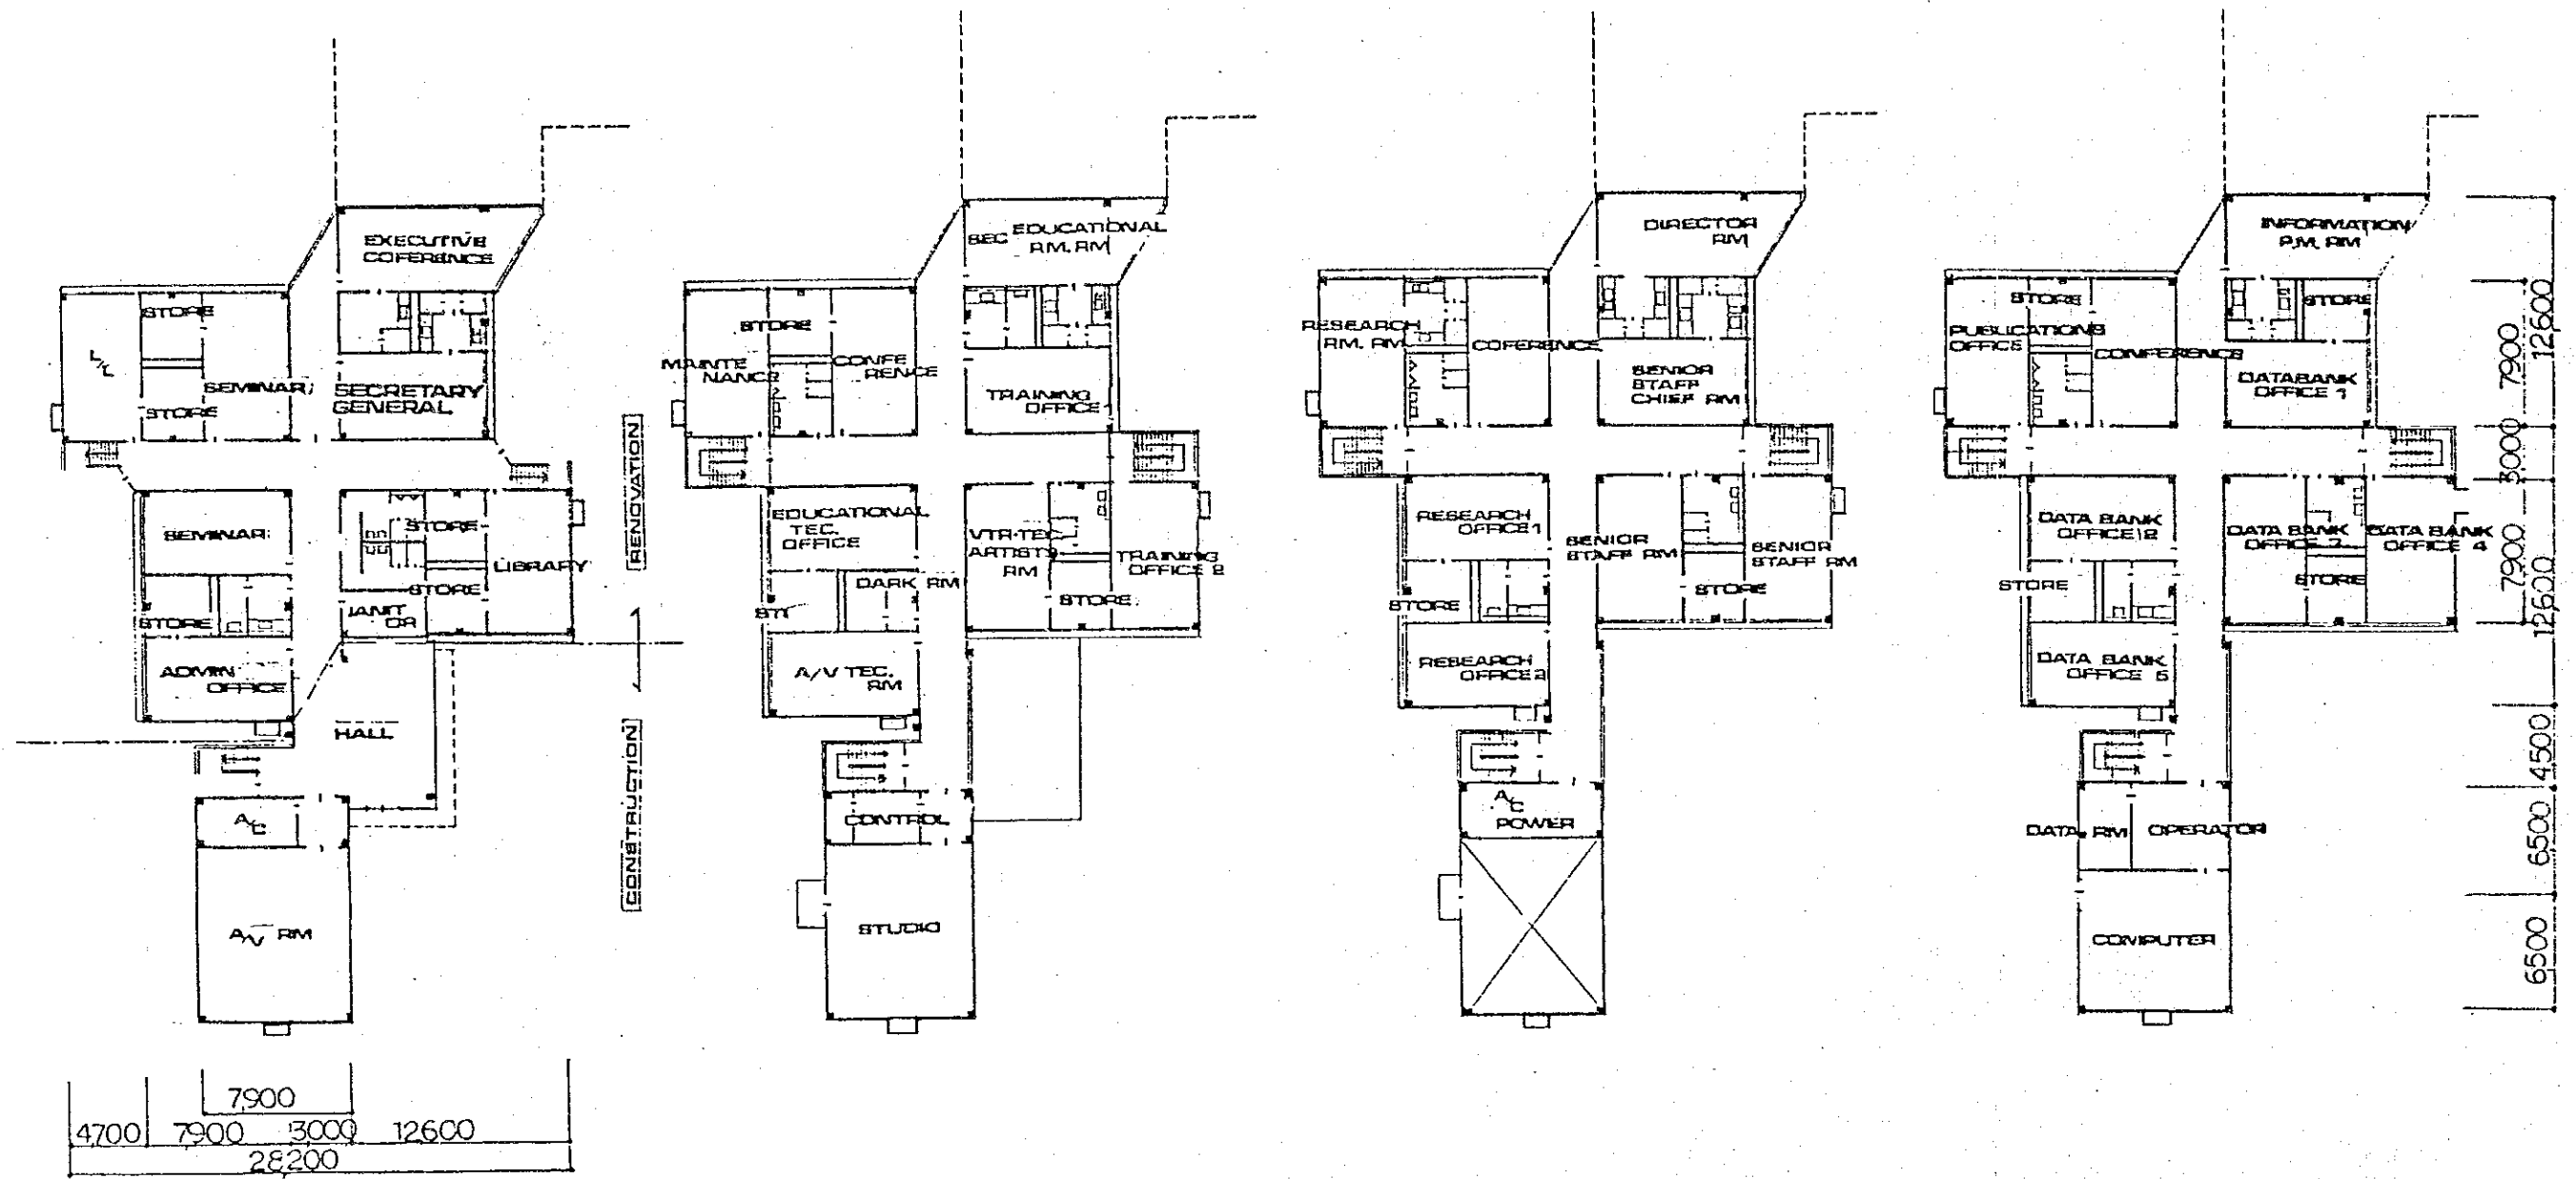 EXECUTIVE
COFERENCE
STORE
L/L
SEMINAR
STORE
SECRETARY
GENERAL
SEMINAR
STORE
LIBRARY
STORE
STORE
JANIT
OR
ADMIN
OFFICE
HALL
A/C
A/V RM
RENOVATION
CONSTRUCTION
SEC
EDUCATIONAL
R.M. RM
STORE
MAINTE
NANCE
CONFE
RENCE
TRAINING
OFFICE 1
EDUCATIONAL
TEC.
OFFICE
VTR-TEC
ARTISTS
RM
TRAINING
OFFICE 2
DARK RM
STORE
A/V TEC.
RM
CONTROL
STUDIO
DIRECTOR
RM
RESEARCH
R.M. RM
COFERENCE
SENIOR
STAFF
CHIEF RM
RESEARCH
OFFICE 1
SENIOR
STAFF RM
SENIOR
STAFF RM
STORE
STORE
RESEARCH
OFFICE 2
A/C
POWER
INFORMATION
P.M. RM
STORE
STORE
PUBLICATIONS
OFFICE
CONFERENCE
DATABANK
OFFICE 1
DATA BANK
OFFICE 2
DATA BANK
OFFICE 3
DATA BANK
OFFICE 4
STORE
STORE
DATA BANK
OFFICE 5
DATA RM
OPERATOR
COMPUTER
12600
7900
3000
7900
12600
4500
6500
6500
7900
4700
7900
3000
12600
28200